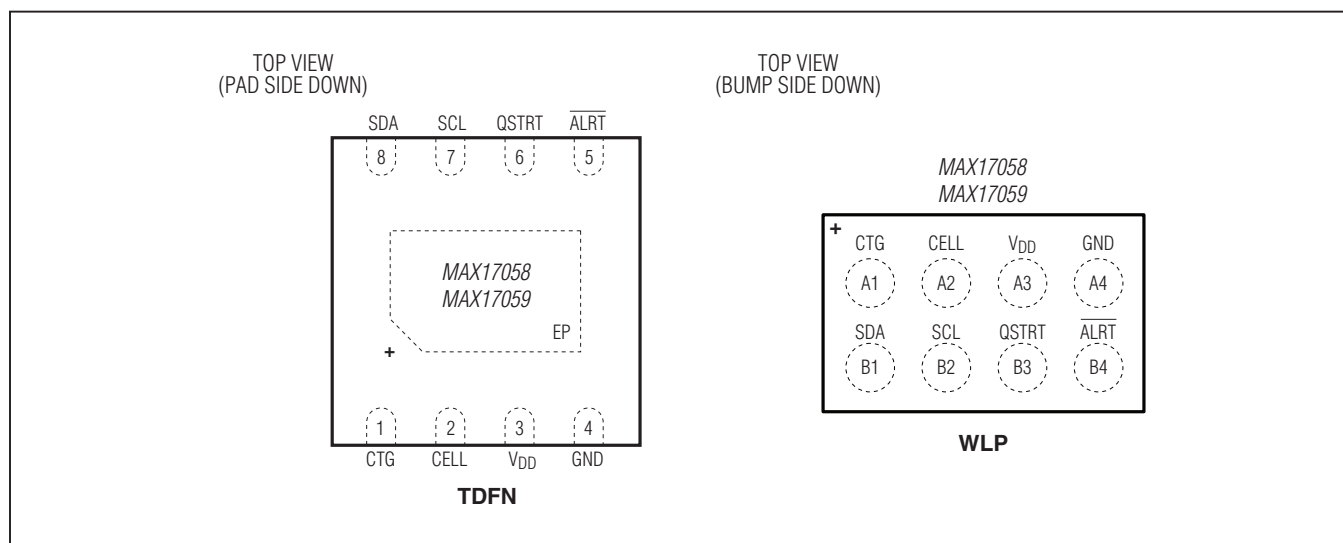 TOP VIEW
(PAD SIDE DOWN)
SDA SCL QSTRT ALRT
8 7 6 5
MAX17058
MAX17059
EP
+
1 2 3 4
CTG CELL VDD GND
TDFN
TOP VIEW
(BUMP SIDE DOWN)
MAX17058
MAX17059
+
CTG CELL VDD GND
A1 A2 A3 A4
SDA SCL QSTRT ALRT
B1 B2 B3 B4
WLP